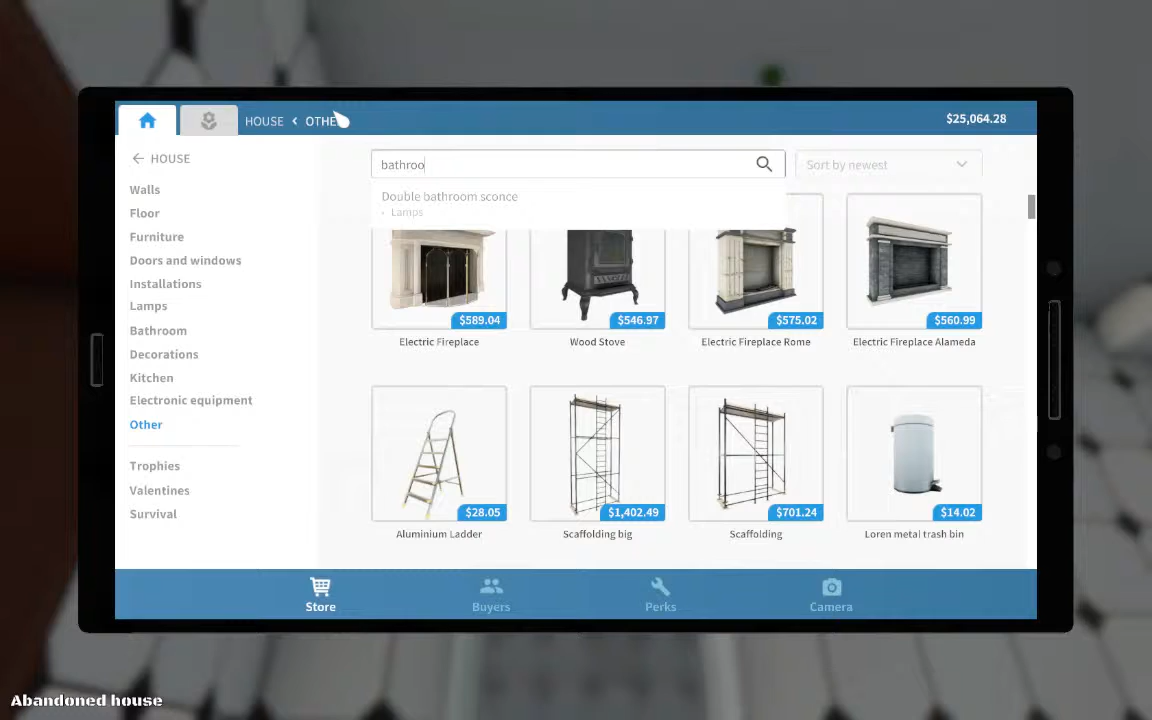 HOUSE < OTHE
$25,064.28
HOUSE
Walls
Floor
Furniture
Doors and windows
Installations
Lamps
Bathroom
Decorations
Kitchen
Electronic equipment
Other
Trophies
Valentines
Survival
bathroo
Sort by newest
Double bathroom sconce
Lamps
$589.04
$546.97
$575.02
$560.99
Electric Fireplace
Wood Stove
Electric Fireplace Rome
Electric Fireplace Alameda
$28.05
$1,402.49
$701.24
$14.02
Aluminium Ladder
Scaffolding big
Scaffolding
Loren metal trash bin
Store
Buyers
Perks
Camera
Abandoned house